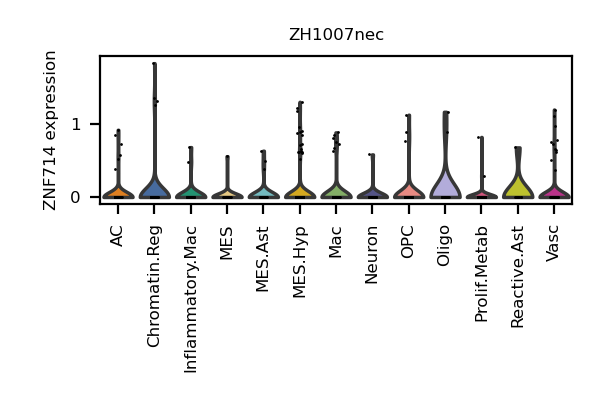 ZH1007nec
ZNF714 expression
1
0
AC
Chromatin.Reg
Inflammatory.Mac
MES
MES.Ast
MES.Hyp
Mac
Neuron
OPC
Oligo
Prolif.Metab
Reactive.Ast
Vasc